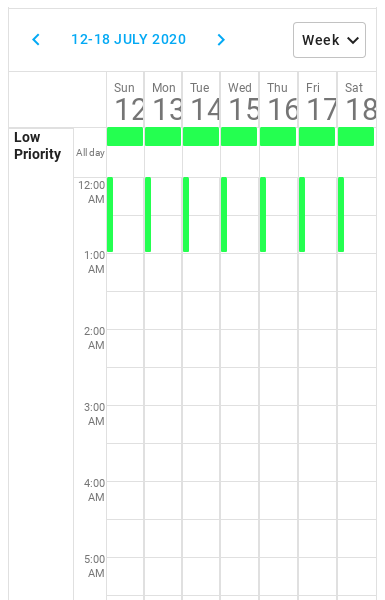 12-18 JULY 2020
Week
Sun Mon Tue Wed Thu Fri Sat
12 13 14 15 16 17 18
Low
Priority
All day
12:00
AM
1:00
AM
2:00
AM
3:00
AM
4:00
AM
5:00
AM